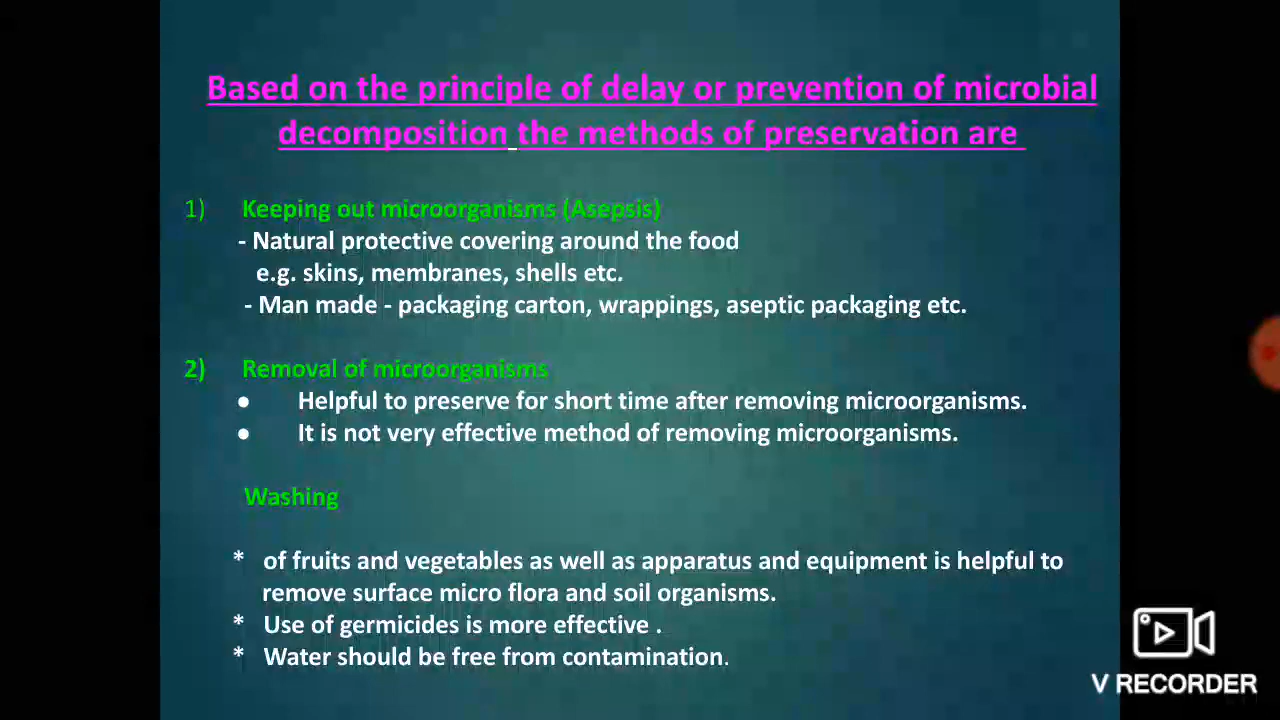 Based on the principle of delay or prevention of microbial
decomposition the methods of preservation are
1) Keeping out microorganisms (Asepsis)
- Natural protective covering around the food
e.g. skins, membranes, shells etc.
- Man made - packaging carton, wrappings, aseptic packaging etc.
2) Removal of microorganisms
• Helpful to preserve for short time after removing microorganisms.
• It is not very effective method of removing microorganisms.
Washing
* of fruits and vegetables as well as apparatus and equipment is helpful to
remove surface micro flora and soil organisms.
* Use of germicides is more effective .
* Water should be free from contamination.
V RECORDER